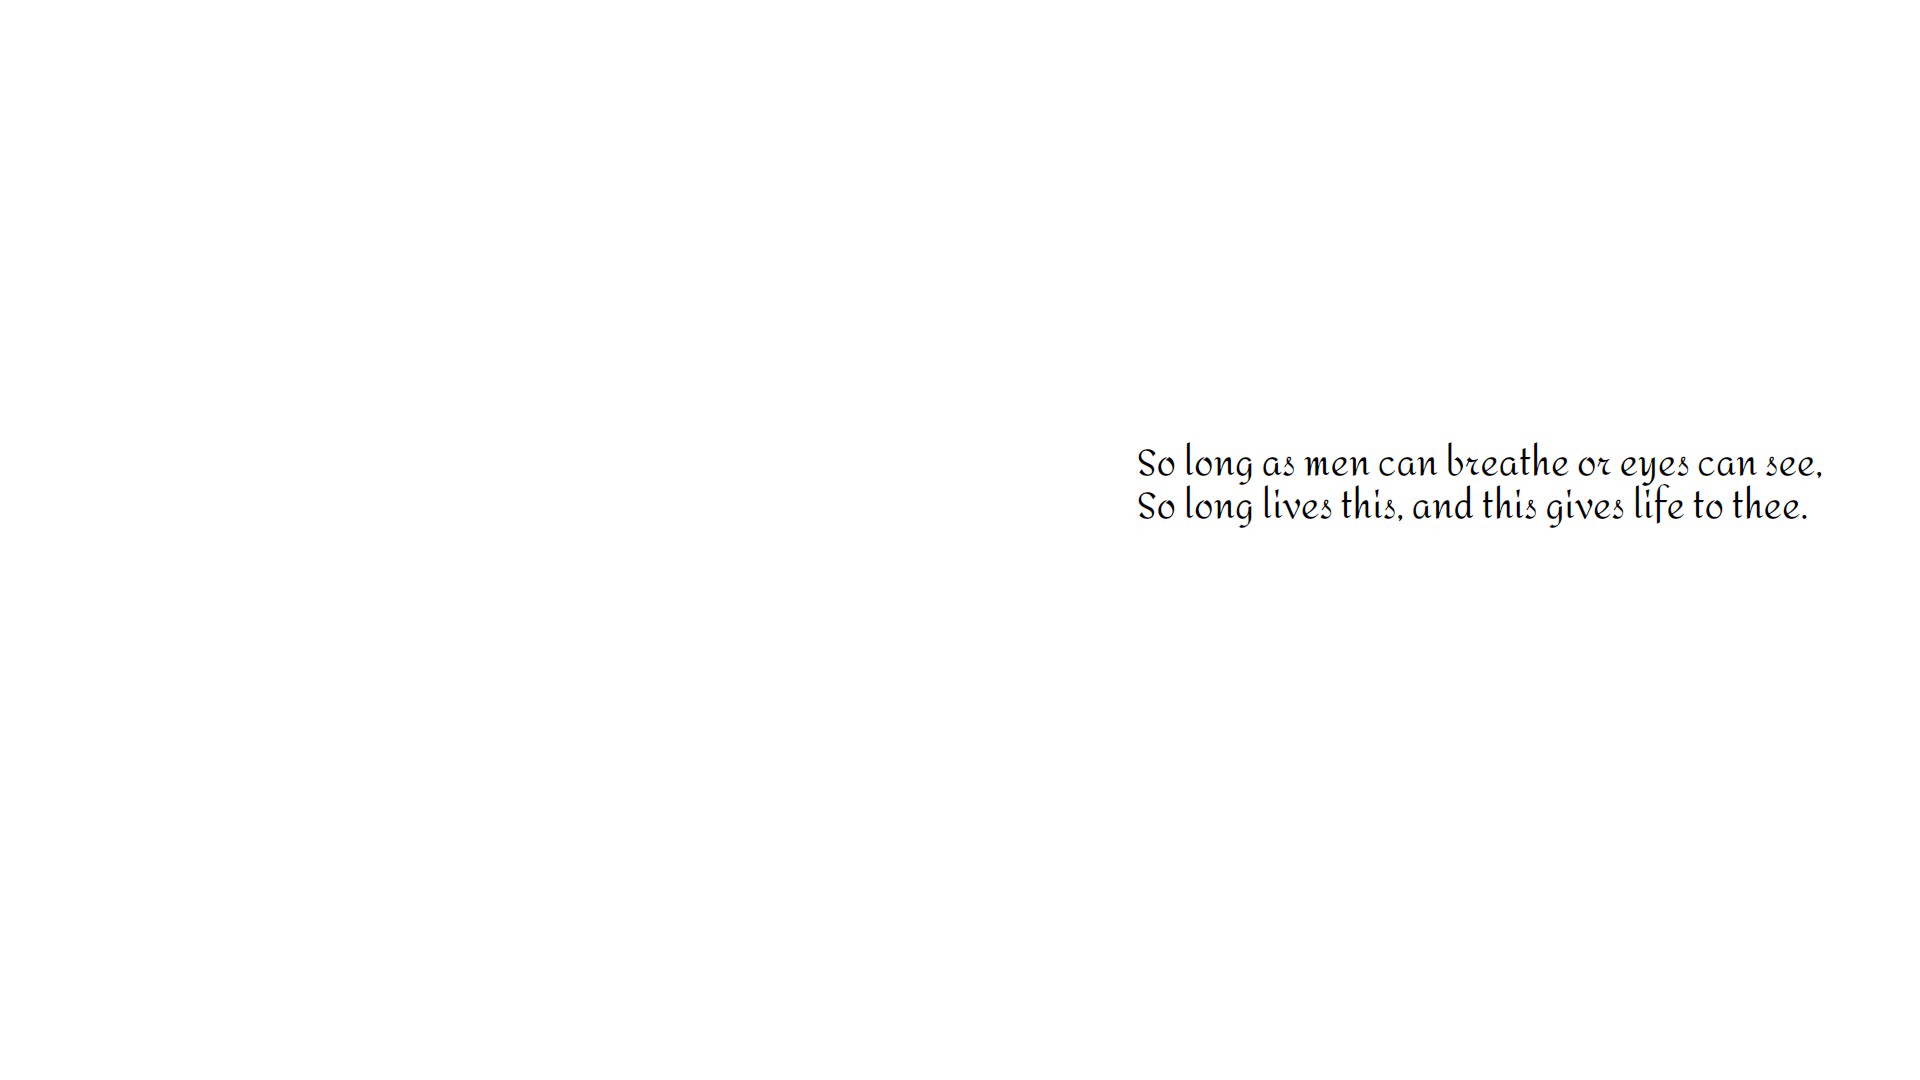 So long as men can breathe or eyes can see,
So long lives this, and this gives life to thee.